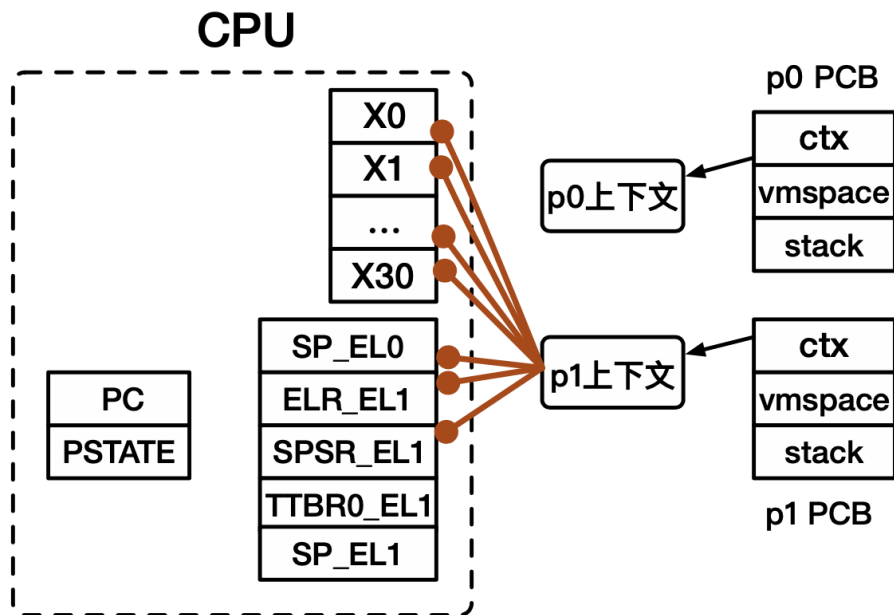 CPU
X0
X1
...
X30
SP_EL0
ELR_EL1
SPSR_EL1
TTBR0_EL1
SP_EL1
PC
PSTATE
p0上下文
p1上下文
p0 PCB
ctx
vmspace
stack
ctx
vmspace
stack
p1 PCB